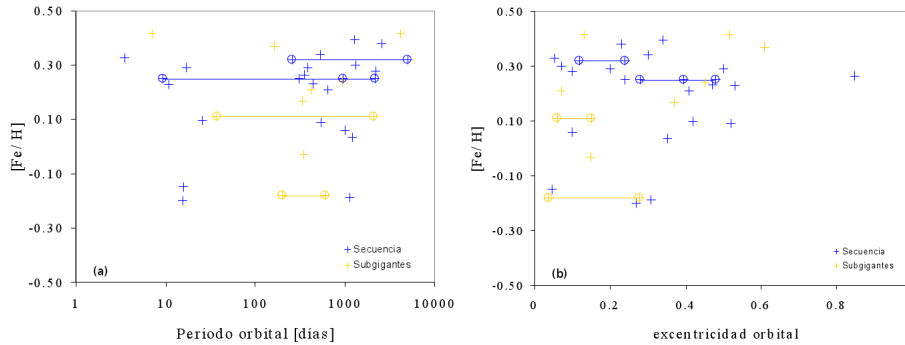 0.50
0.30
0.10
-0.10
-0.30
-0.50
[Fe/H]
(a)
Secuencia
Subgigantes
1
10
100
1000
10000
Periodo orbital [días]
0.50
0.30
0.10
-0.10
-0.30
-0.50
[Fe/H]
(b)
Secuencia
Subgigantes
0
0.2
0.4
0.6
0.8
excentricidad orbital